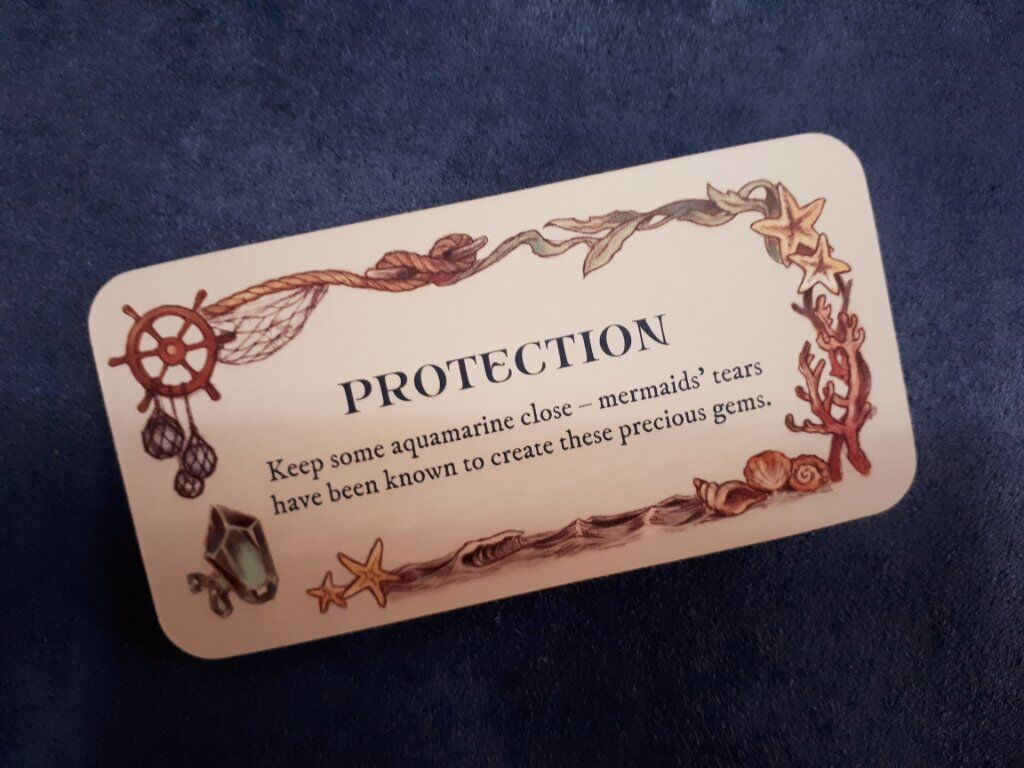 PROTECTION
Keep some aquamarine close – mermaids’ tears
have been known to create these precious gems.